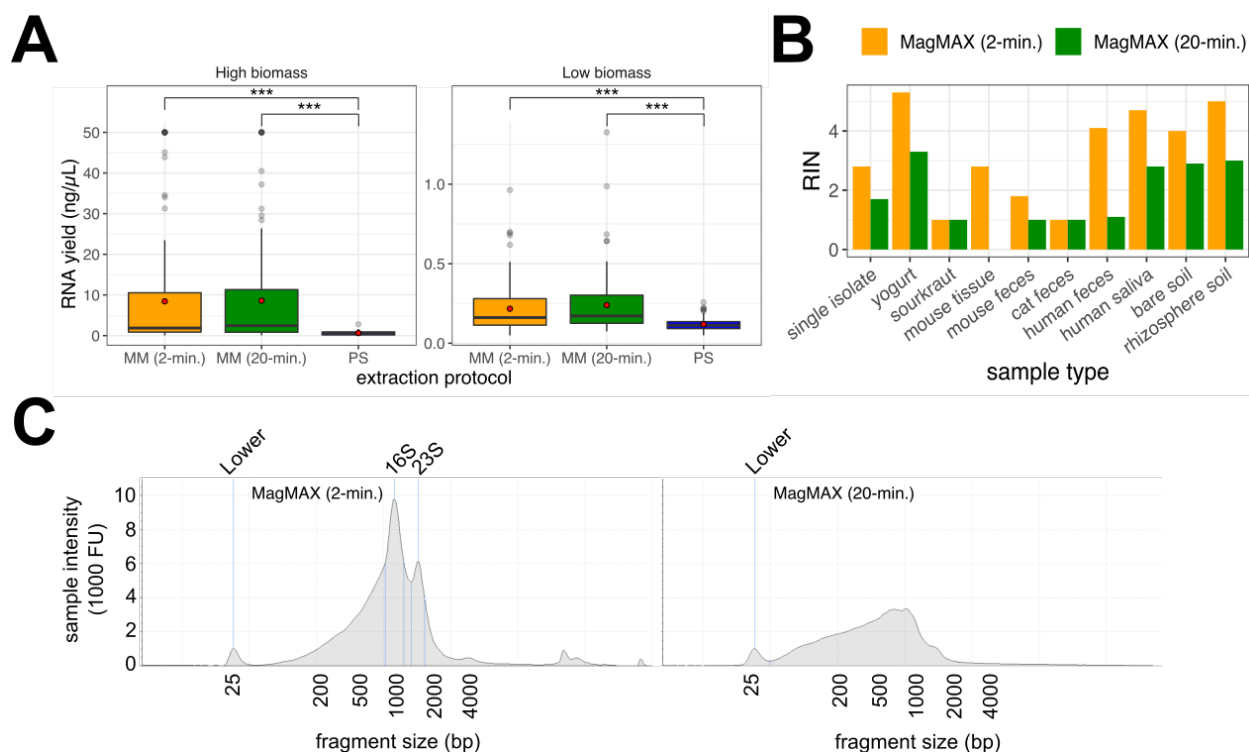 A
High biomass
Low biomass
***
***
***
***
RNA yield (ng/µL)
50
40
30
20
10
0
1.0
0.5
0.0
MM (2-min.)
MM (20-min.)
PS
MM (2-min.)
MM (20-min.)
PS
extraction protocol
B
MagMAX (2-min.)
MagMAX (20-min.)
RIN
4
2
0
single isolate
yogurt
sourkraut
mouse tissue
mouse feces
cat feces
human feces
human saliva
bare soil
rhizosphere soil
sample type
C
Lower
16S
23S
Lower
MagMAX (2-min.)
MagMAX (20-min.)
sample intensity
(1000 FU)
10
8
6
4
2
0
25
200
500
1000
2000
4000
25
200
500
1000
2000
4000
fragment size (bp)
fragment size (bp)